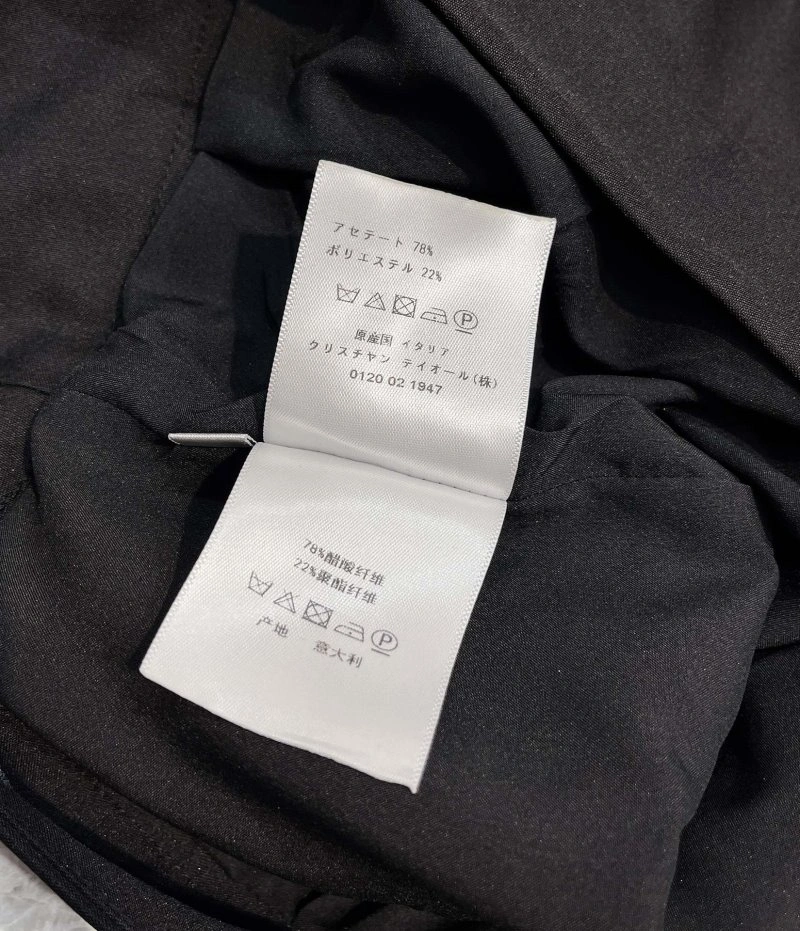 アセテート 78%
ポリエステル 22%
P
原産国 イタリア
クリスチャン デイオール(株)
0120 02 1947
78%醋酸纤维
22%聚酯纤维
P
产地 意大利